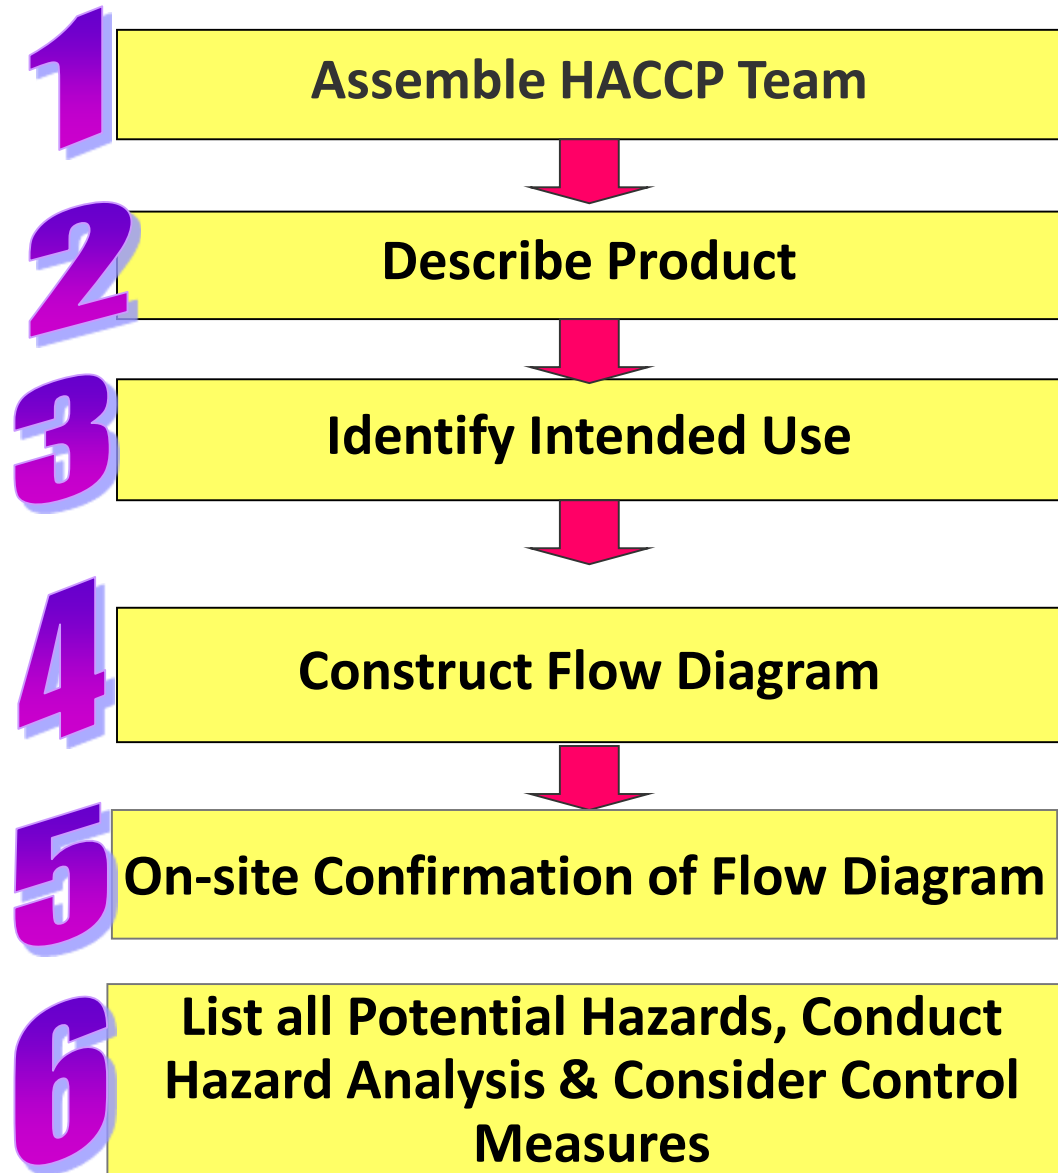 1
Assemble HACCP Team
2
Describe Product
3
Identify Intended Use
4
Construct Flow Diagram
5
On-site Confirmation of Flow Diagram
6
List all Potential Hazards, Conduct
Hazard Analysis & Consider Control
Measures